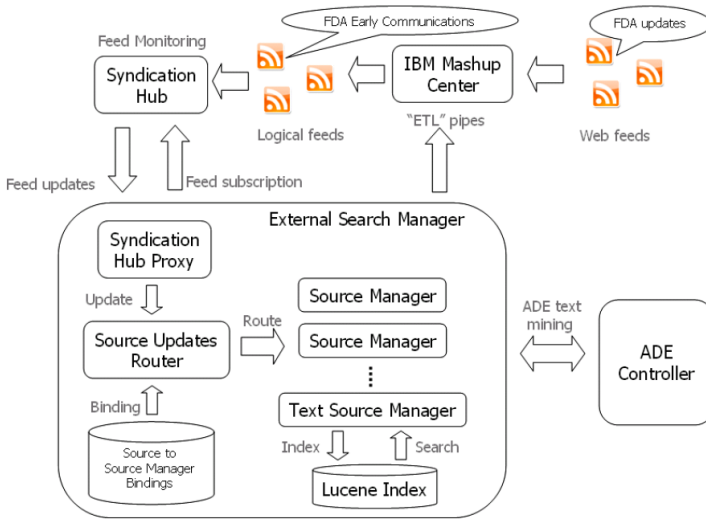 FDA Early Communications
FDA updates
Feed Monitoring
Syndication
Hub
IBM Mashup
Center
Logical feeds
"ETL" pipes
Web feeds
Feed updates
Feed subscription
External Search Manager
Syndication
Hub Proxy
Update
Source Manager
Route
Source Updates
Router
Source Manager
ADE text
mining
ADE
Controller
Binding
Text Source Manager
Index
Search
Source to
Source Manager
Bindings
Lucene Index